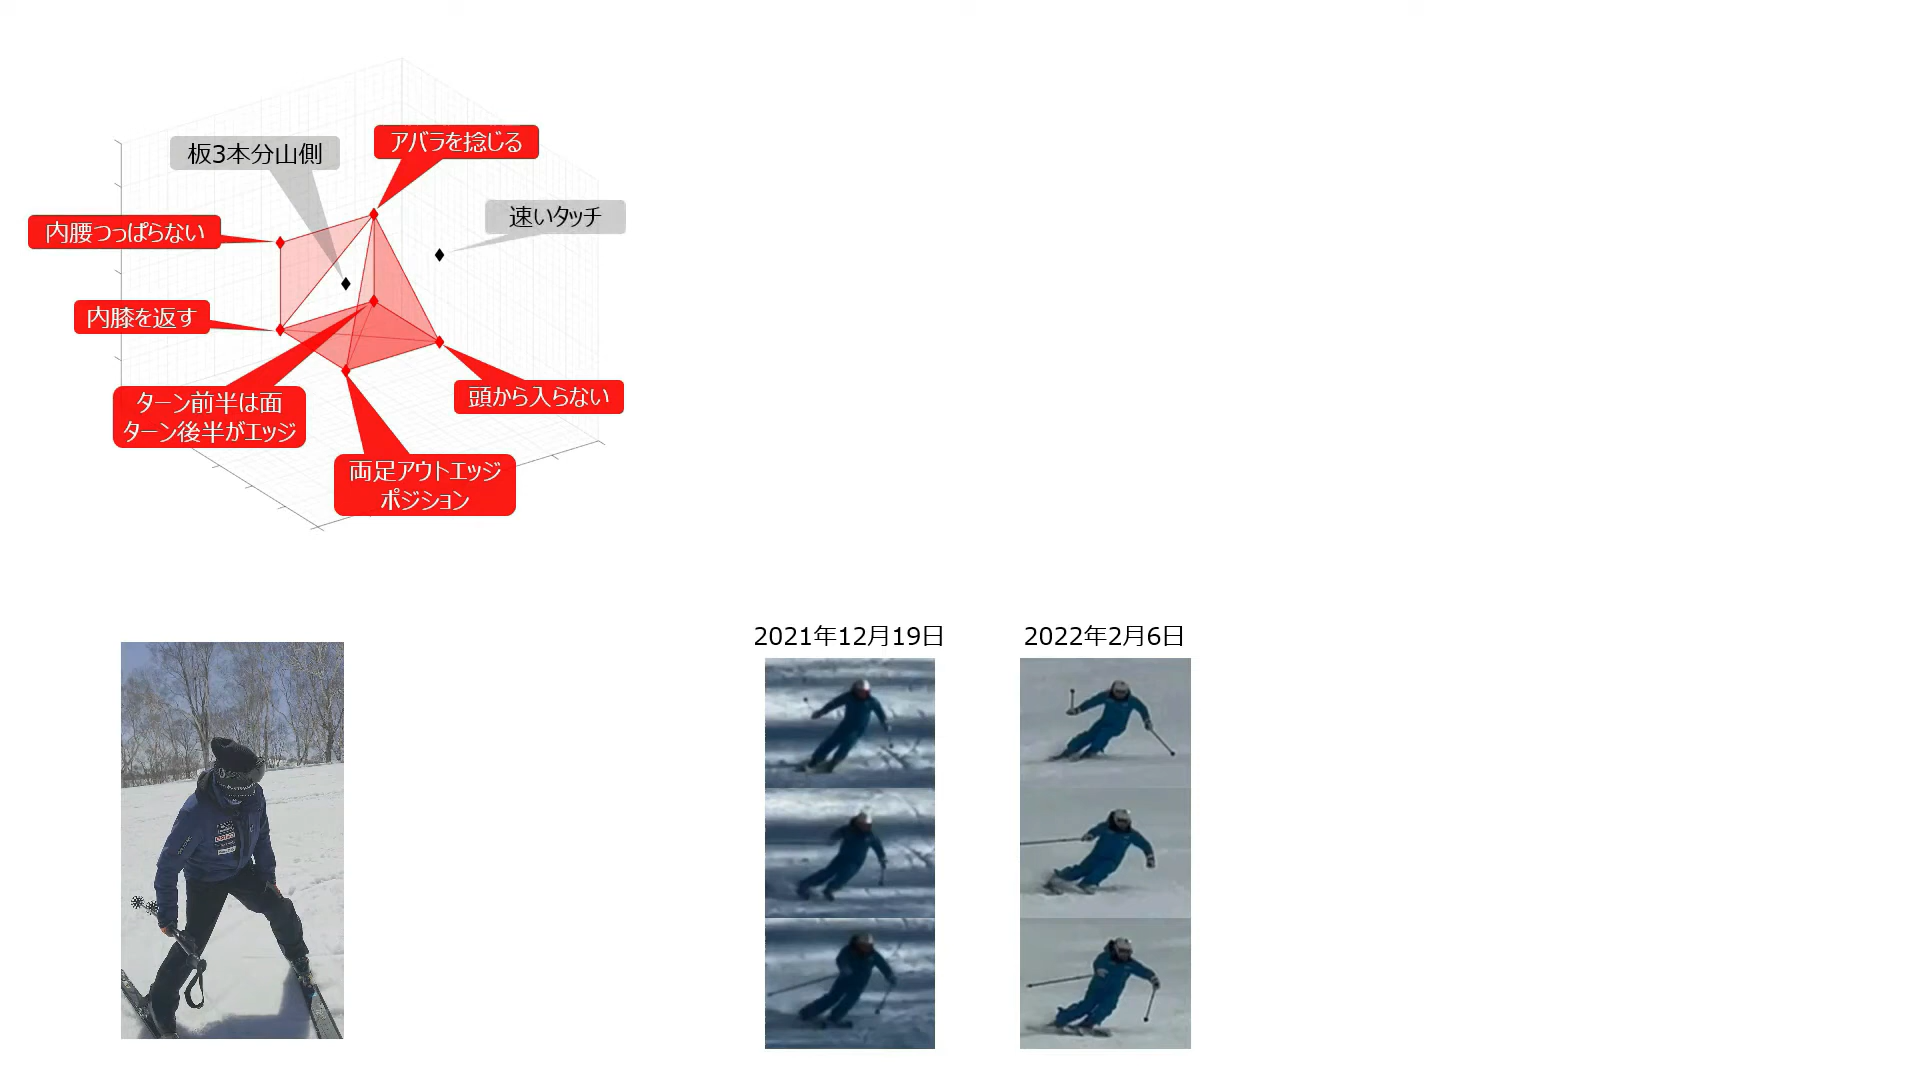 アバラを捻じる
板3本分山側
速いタッチ
内腰つっぱらない
内膝を返す
ターン前半は面
ターン後半がエッジ
頭から入らない
両足アウトエッジ
ポジション
2021年12月19日
2022年2月6日